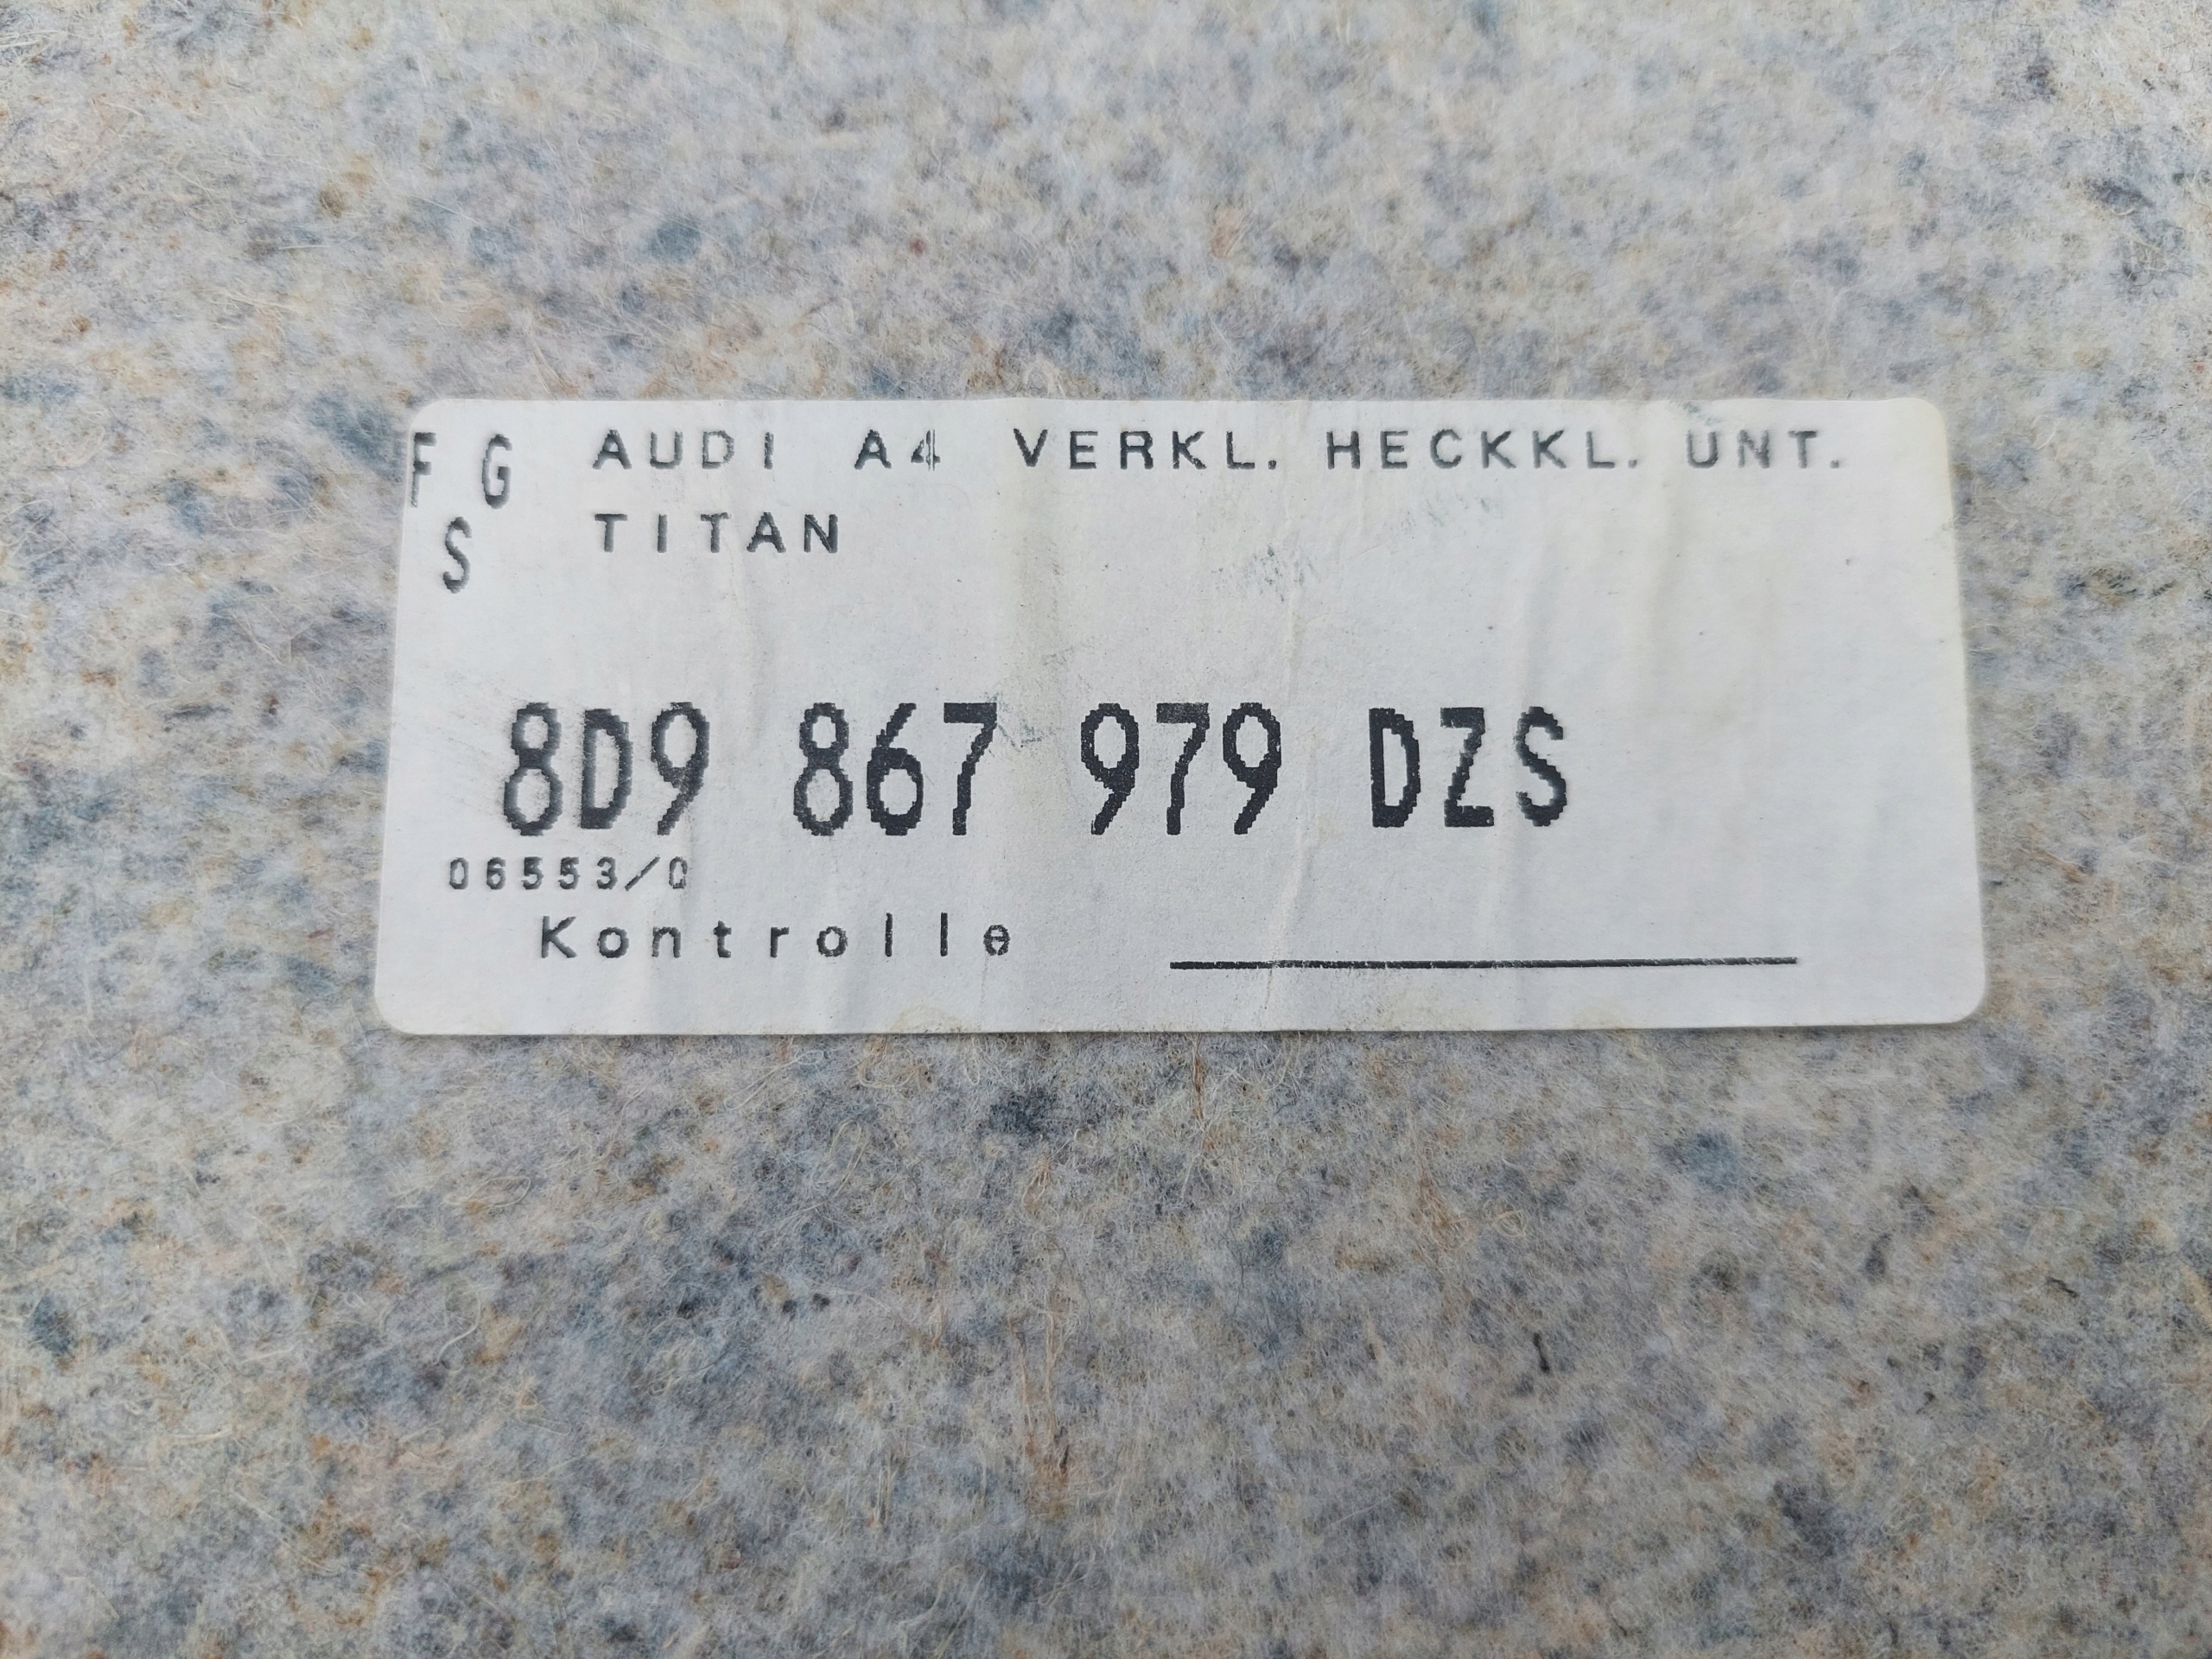 F G AUDI A4 VERKL. HECKKL. UNT.
S TITAN
8D9 867 979 DZS
06553/0
Kontrolle